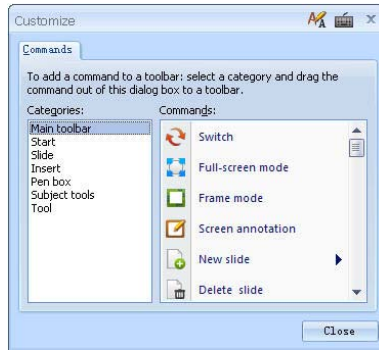 Customize
Commands
To add a command to a toolbar: select a category and drag the
command out of this dialog box to a toolbar.
Categories:
Main toolbar
Start
Slide
Insert
Pen box
Subject tools
Tool
Commands:
Switch
Full-screen mode
Frame mode
Screen annotation
New slide
Delete slide
Close